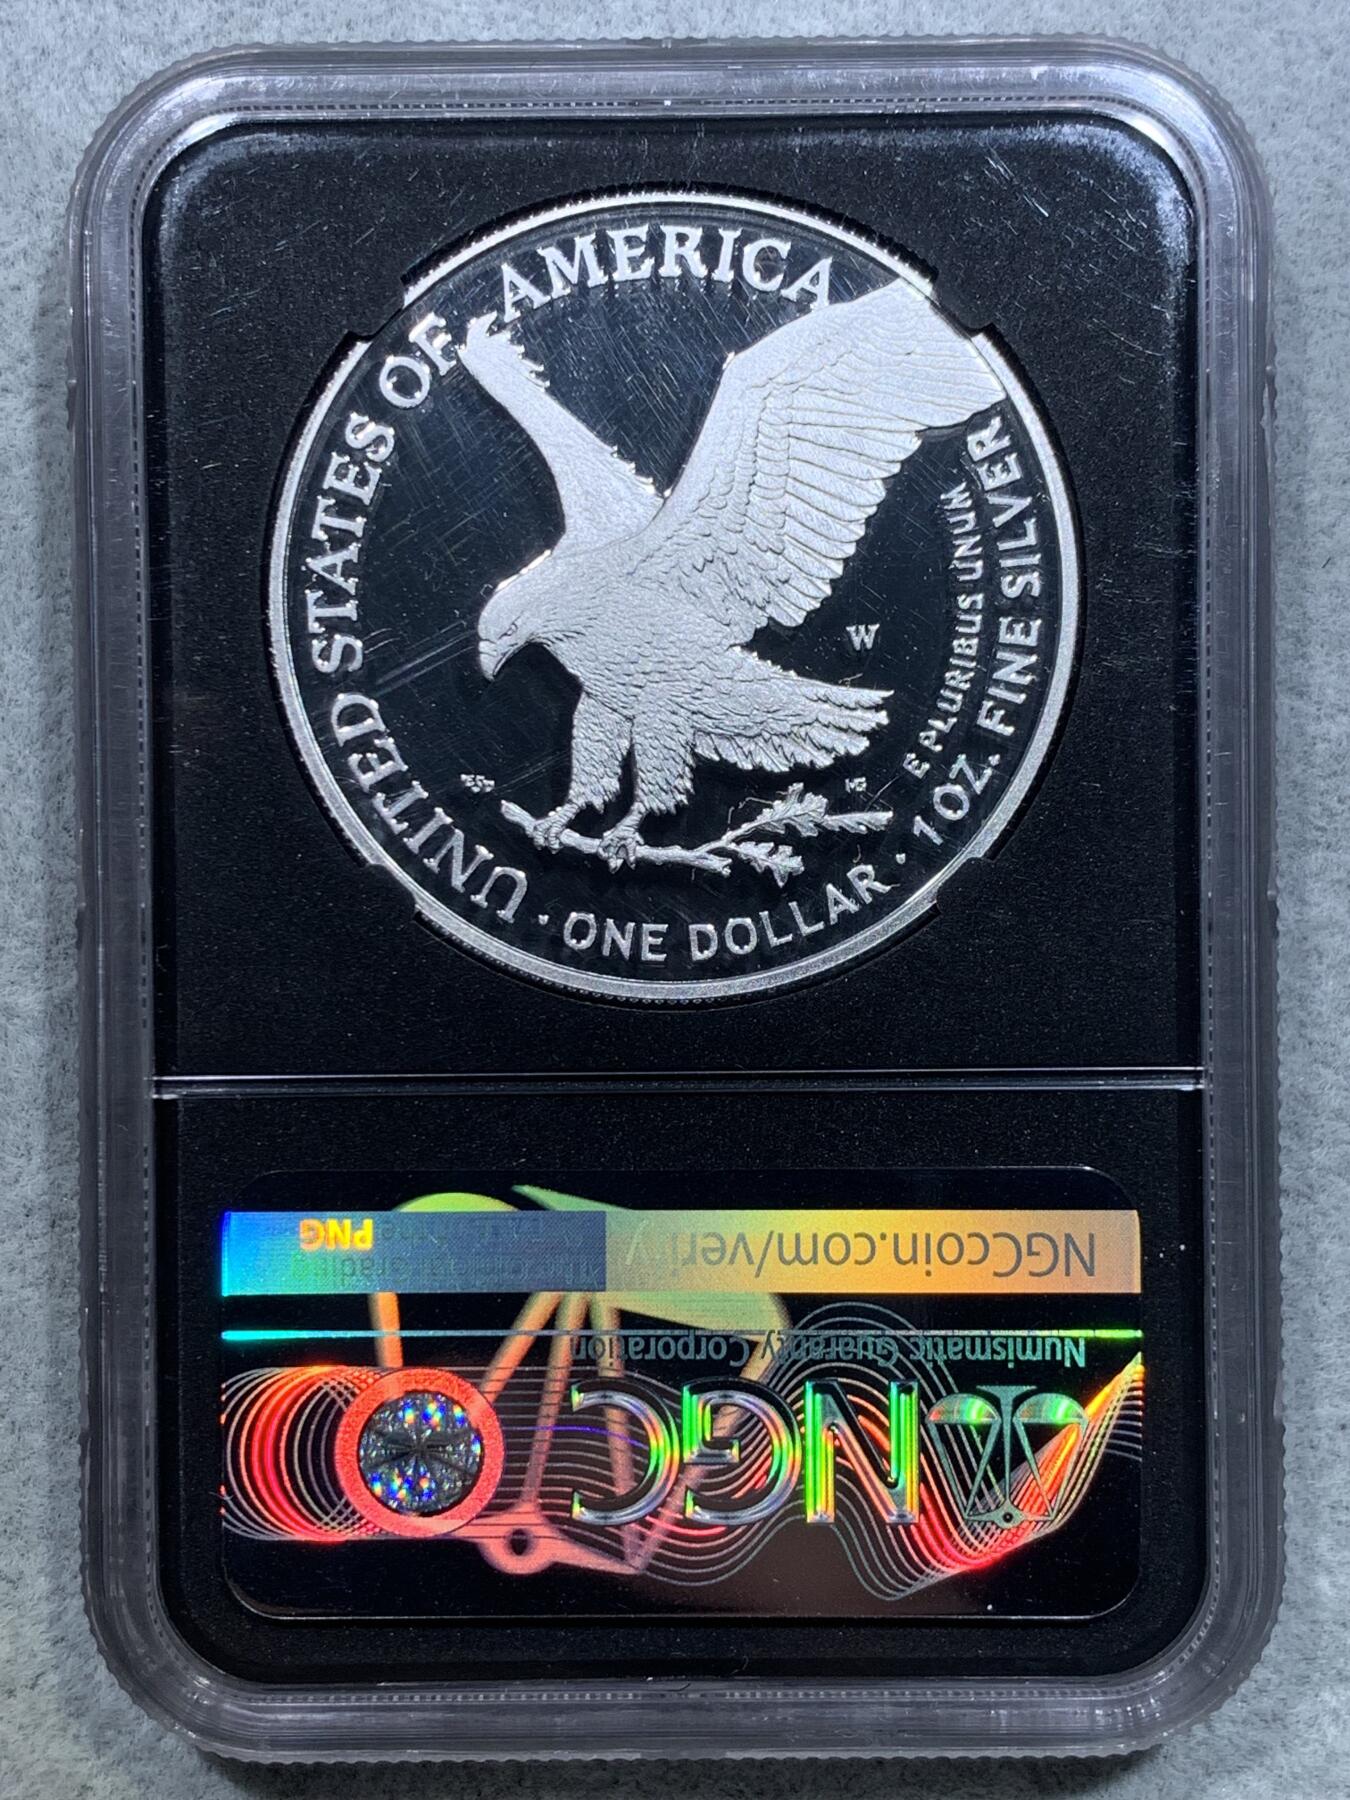 UNITED STATES OF AMERICA
E PLURIBUS UNUM
1 OZ. FINE SILVER
· ONE DOLLAR ·
W
NGCcoin.com/verify
PNG
Numismatic Guaranty Corporation
NGC